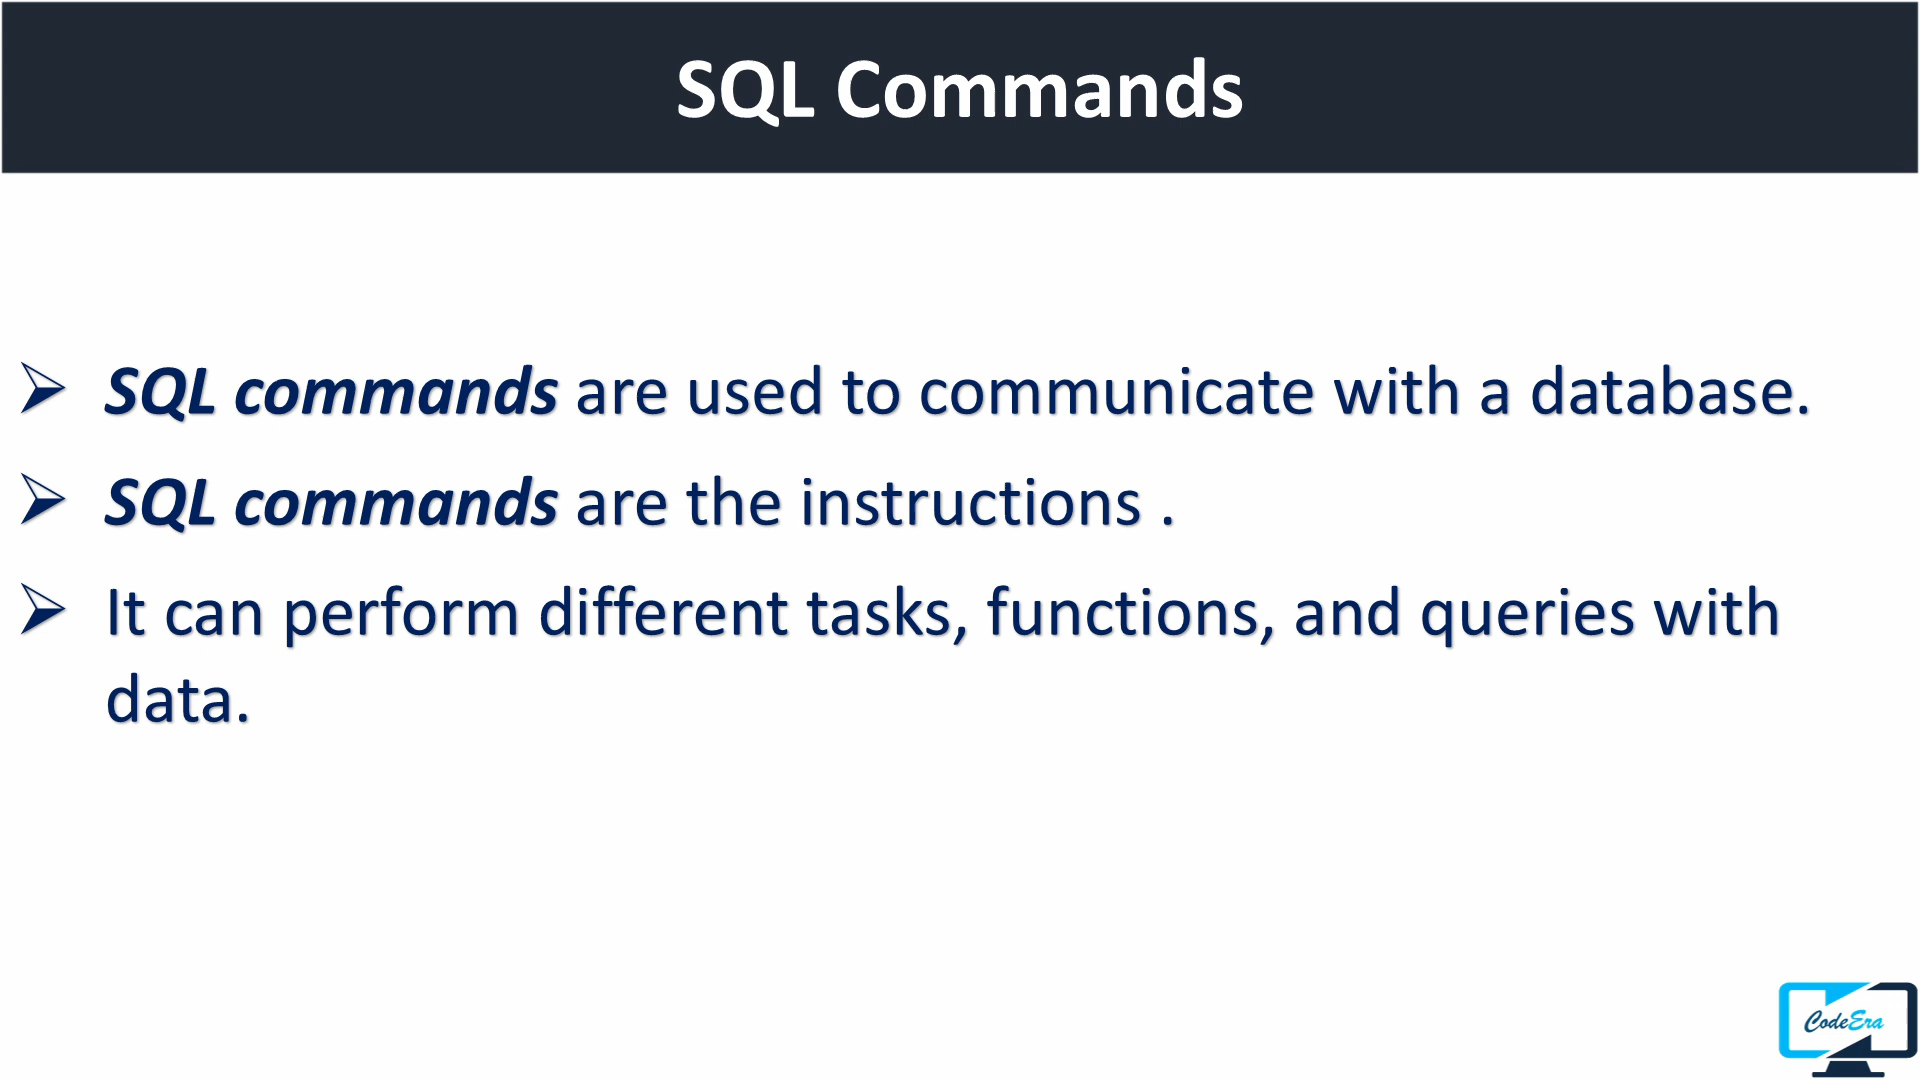 SQL Commands
SQL commands are used to communicate with a database.
SQL commands are the instructions .
It can perform different tasks, functions, and queries with
data.
CodeEra